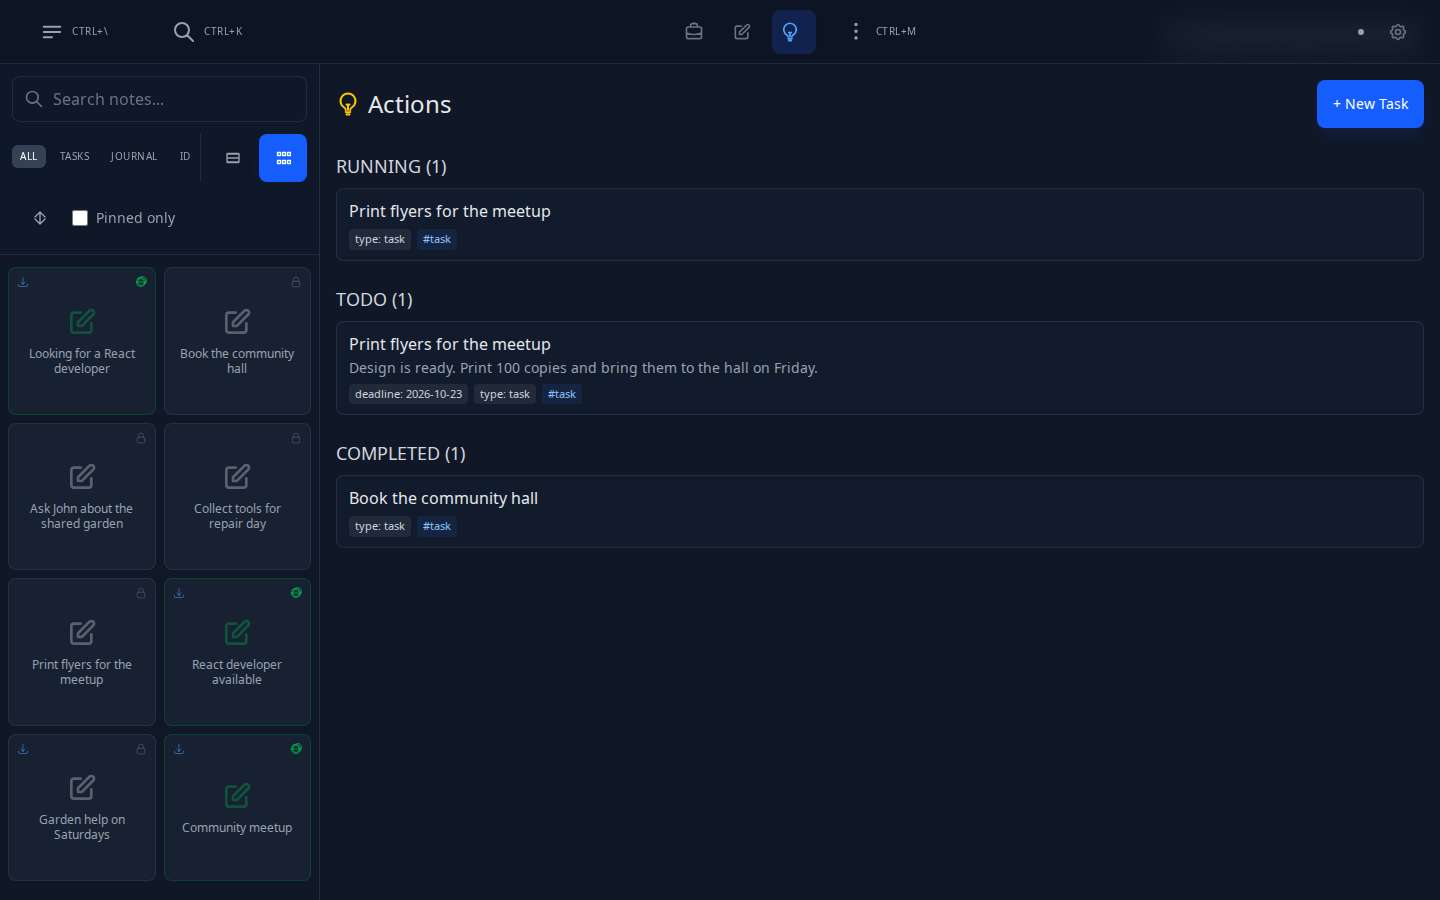 CTRL+\
CTRL+K
CTRL+M
Search notes...
ALL TASKS JOURNAL ID
Pinned only
Looking for a React
developer
Book the community
hall
Ask John about the
shared garden
Collect tools for
repair day
Print flyers for the
meetup
React developer
available
Garden help on
Saturdays
Community meetup
Actions
+ New Task
RUNNING (1)
Print flyers for the meetup
type: task #task
TODO (1)
Print flyers for the meetup
Design is ready. Print 100 copies and bring them to the hall on Friday.
deadline: 2026-10-23 type: task #task
COMPLETED (1)
Book the community hall
type: task #task